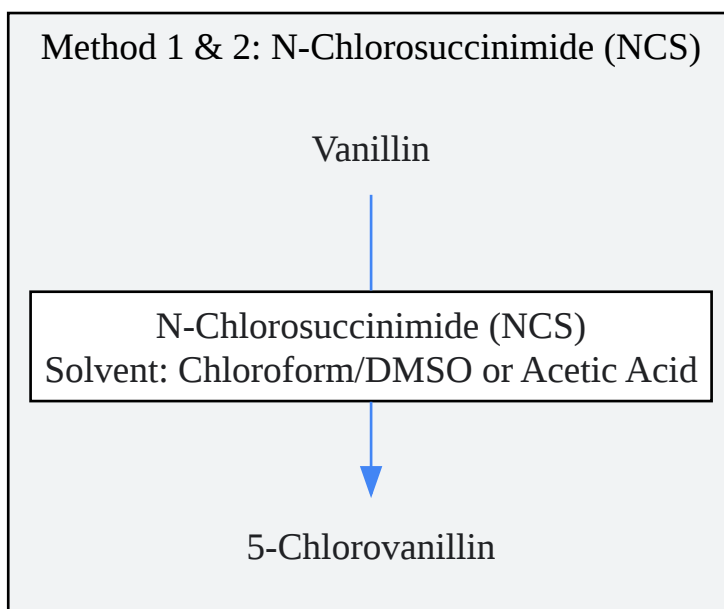 Method 1 & 2: N-Chlorosuccinimide (NCS)
Vanillin
N-Chlorosuccinimide (NCS)
Solvent: Chloroform/DMSO or Acetic Acid
5-Chlorovanillin